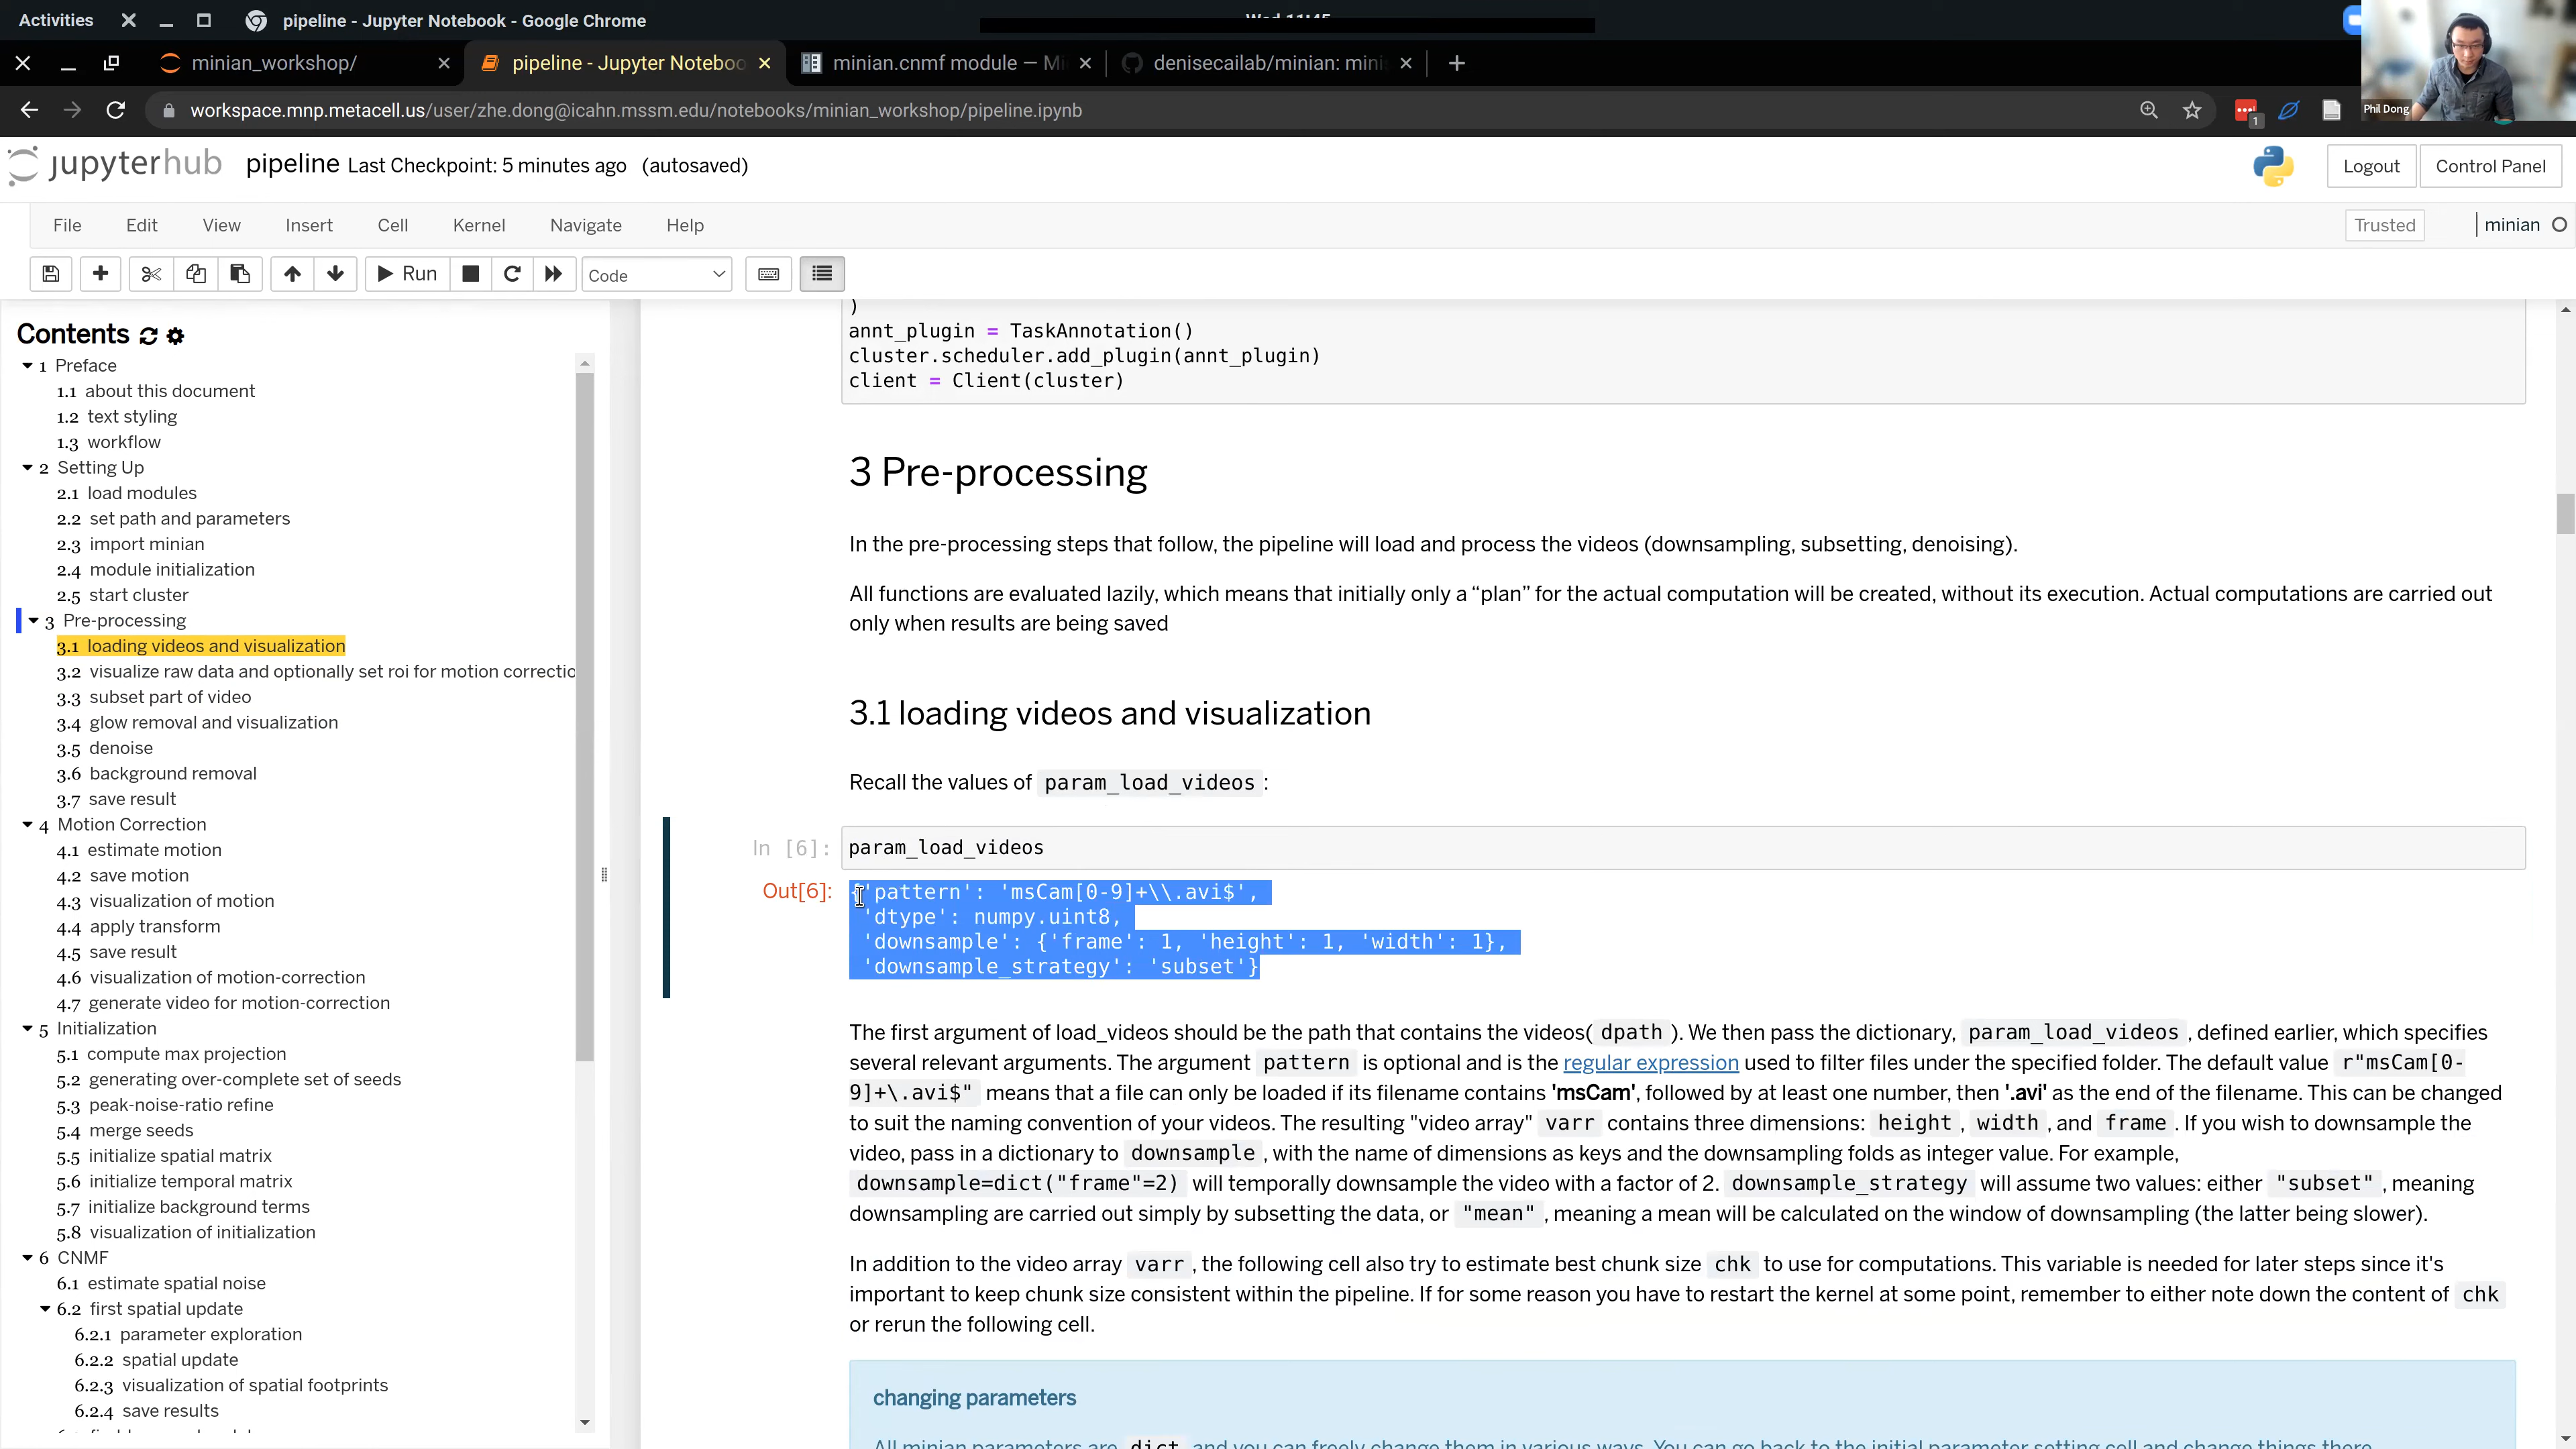 Activities
pipeline - Jupyter Notebook - Google Chrome
minian_workshop/
pipeline - Jupyter Noteboo
minian.cnmf module — Mi
denisecailab/minian: mini
workspace.mnp.metacell.us/user/zhe.dong@icahn.mssm.edu/notebooks/minian_workshop/pipeline.ipynb
1
Phil Dong
jupyterhub
pipeline Last Checkpoint: 5 minutes ago (autosaved)
Logout
Control Panel
File Edit View Insert Cell Kernel Navigate Help
Trusted
minian
Run
Code
Contents
1 Preface
1.1 about this document
1.2 text styling
1.3 workflow
2 Setting Up
2.1 load modules
2.2 set path and parameters
2.3 import minian
2.4 module initialization
2.5 start cluster
3 Pre-processing
3.1 loading videos and visualization
3.2 visualize raw data and optionally set roi for motion correctio
3.3 subset part of video
3.4 glow removal and visualization
3.5 denoise
3.6 background removal
3.7 save result
4 Motion Correction
4.1 estimate motion
4.2 save motion
4.3 visualization of motion
4.4 apply transform
4.5 save result
4.6 visualization of motion-correction
4.7 generate video for motion-correction
5 Initialization
5.1 compute max projection
5.2 generating over-complete set of seeds
5.3 peak-noise-ratio refine
5.4 merge seeds
5.5 initialize spatial matrix
5.6 initialize temporal matrix
5.7 initialize background terms
5.8 visualization of initialization
6 CNMF
6.1 estimate spatial noise
6.2 first spatial update
6.2.1 parameter exploration
6.2.2 spatial update
6.2.3 visualization of spatial footprints
6.2.4 save results
)
annt_plugin = TaskAnnotation()
cluster.scheduler.add_plugin(annt_plugin)
client = Client(cluster)
3 Pre-processing
In the pre-processing steps that follow, the pipeline will load and process the videos (downsampling, subsetting, denoising).
All functions are evaluated lazily, which means that initially only a “plan” for the actual computation will be created, without its execution. Actual computations are carried out
only when results are being saved
3.1 loading videos and visualization
Recall the values of param_load_videos:
In [6]: param_load_videos
Out[6]: {'pattern': 'msCam[0-9]+\\.avi$',
'dtype': numpy.uint8,
'downsample': {'frame': 1, 'height': 1, 'width': 1},
'downsample_strategy': 'subset'}
The first argument of load_videos should be the path that contains the videos( dpath ). We then pass the dictionary, param_load_videos , defined earlier, which specifies
several relevant arguments. The argument pattern is optional and is the regular expression used to filter files under the specified folder. The default value r"msCam[0-
9]+\.avi$" means that a file can only be loaded if its filename contains 'msCam', followed by at least one number, then '.avi' as the end of the filename. This can be changed
to suit the naming convention of your videos. The resulting "video array" varr contains three dimensions: height , width , and frame . If you wish to downsample the
video, pass in a dictionary to downsample , with the name of dimensions as keys and the downsampling folds as integer value. For example,
downsample=dict("frame"=2) will temporally downsample the video with a factor of 2. downsample_strategy will assume two values: either "subset" , meaning
downsampling are carried out simply by subsetting the data, or "mean" , meaning a mean will be calculated on the window of downsampling (the latter being slower).
In addition to the video array varr , the following cell also try to estimate best chunk size chk to use for computations. This variable is needed for later steps since it's
important to keep chunk size consistent within the pipeline. If for some reason you have to restart the kernel at some point, remember to either note down the content of chk
or rerun the following cell.
changing parameters
All minian parameters are dict and you can freely change them in various ways. You can go back to the initial parameter setting cell and change things there.